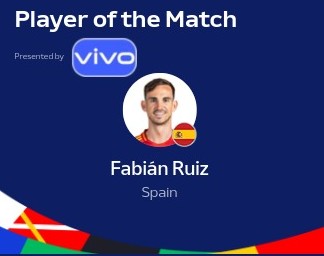 Player of the Match
Presented by vivo
Fabián Ruiz
Spain